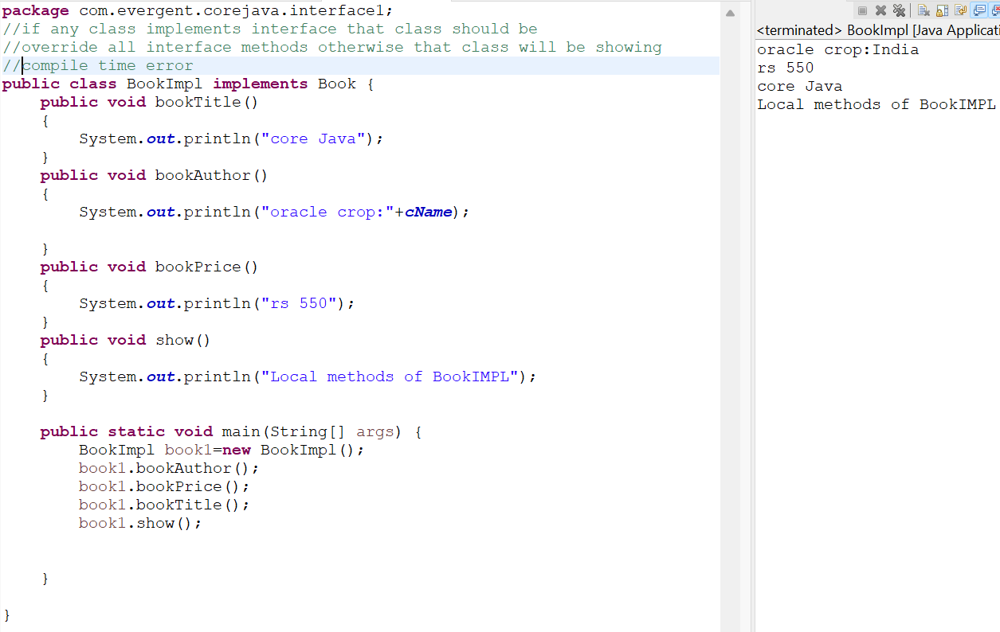 package com.evergent.corejava.interface1;
//if any class implements interface that class should be
//override all interface methods otherwise that class will be showing
//compile time error
public class BookImpl implements Book {
    public void bookTitle()
    {
        System.out.println("core Java");
    }
    public void bookAuthor()
    {
        System.out.println("oracle crop:"+cName);
    }
    public void bookPrice()
    {
        System.out.println("rs 550");
    }
    public void show()
    {
        System.out.println("Local methods of BookIMPL");
    }
    public static void main(String[] args) {
        BookImpl book1=new BookImpl();
        book1.bookAuthor();
        book1.bookPrice();
        book1.bookTitle();
        book1.show();
    }
}
<terminated> BookImpl [Java Applicati
oracle crop:India
rs 550
core Java
Local methods of BookIMPL